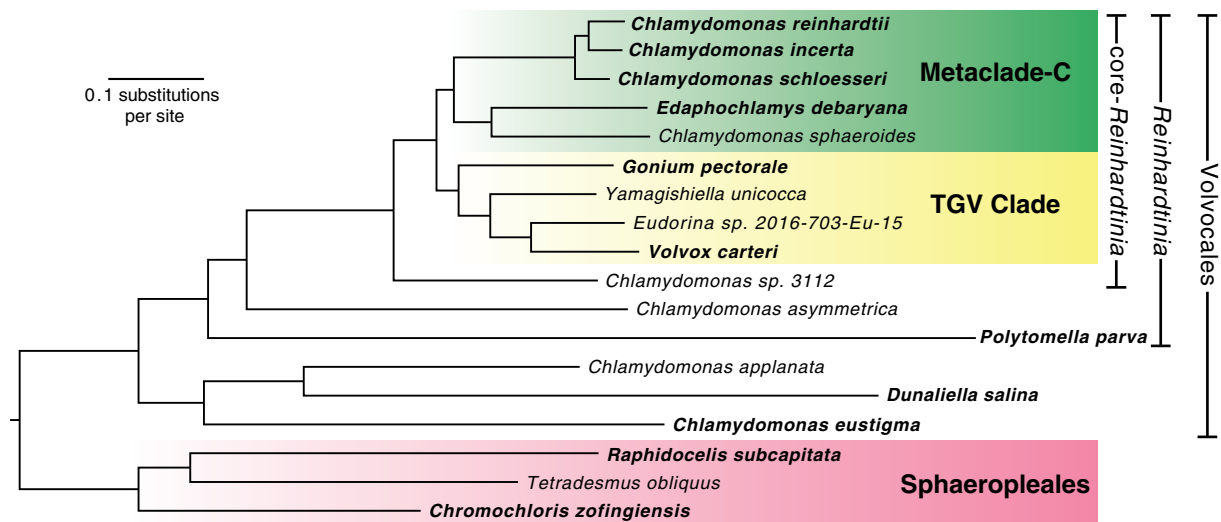 Chlamydomonas reinhardtii
Chlamydomonas incerta
Chlamydomonas schloesseri
Edaphochlamys debaryana
Chlamydomonas sphaeroides
Metaclade-C
Gonium pectorale
Yamagishiella unicocca
Eudorina sp. 2016-703-Eu-15
Volvox carteri
TGV Clade
Chlamydomonas sp. 3112
Chlamydomonas asymmetrica
Polytomella parva
Chlamydomonas applanata
Dunaliella salina
Chlamydomonas eustigma
Raphidocelis subcapitata
Tetradesmus obliquus
Chromochloris zofingiensis
Sphaeropleales
core-Reinhardtinia
Reinhardtinia
Volvocales
0.1 substitutions
per site